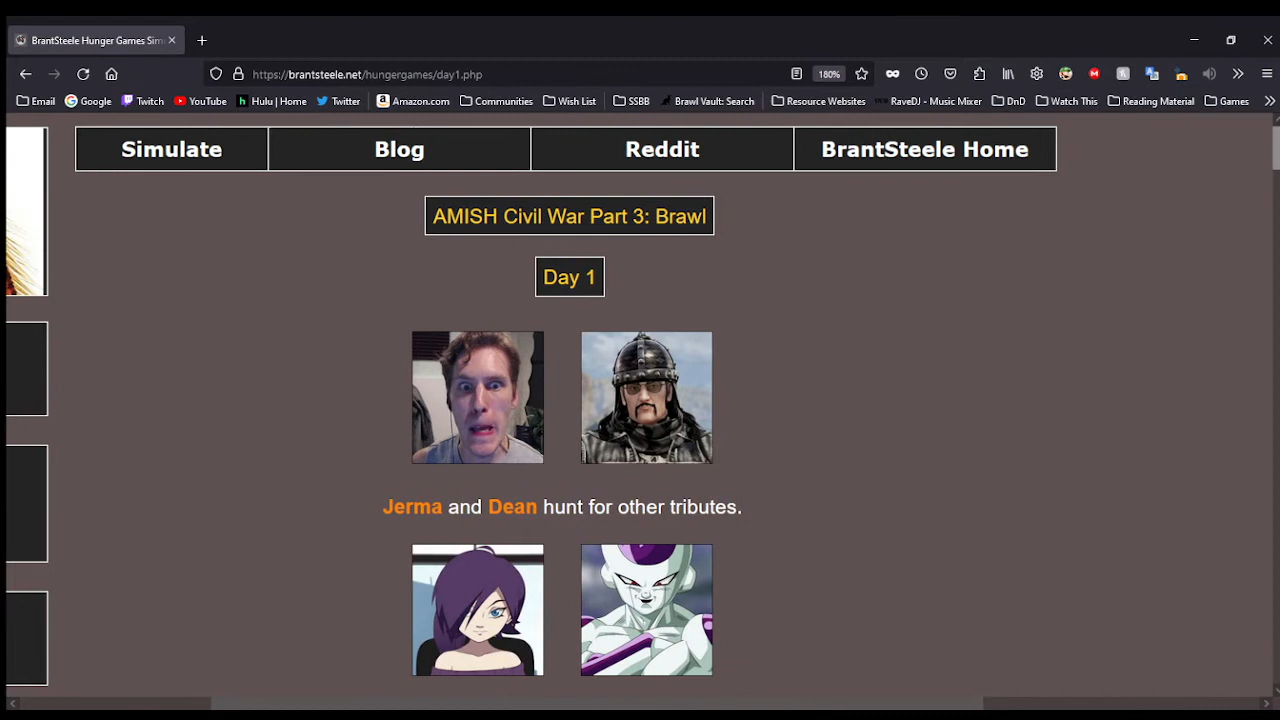 BrantSteele Hunger Games Sim
https://brantsteele.net/hungergames/day1.php
180%
Email Google Twitch YouTube Hulu | Home Twitter Amazon.com Communities Wish List SSBB Brawl Vault: Search Resource Websites RaveDJ - Music Mixer DnD Watch This Reading Material Games
Simulate Blog Reddit BrantSteele Home
AMISH Civil War Part 3: Brawl
Day 1
Jerma and Dean hunt for other tributes.